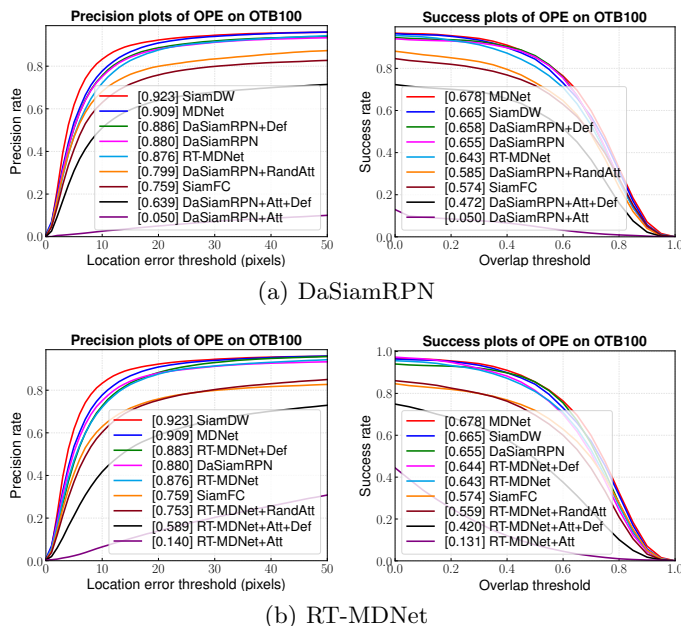 Precision plots of OPE on OTB100
Precision rate
0.8
0.6
0.4
0.2
0.0
[0.923] SiamDW
[0.909] MDNet
[0.886] DaSiamRPN+Def
[0.880] DaSiamRPN
[0.876] RT-MDNet
[0.799] DaSiamRPN+RandAtt
[0.759] SiamFC
[0.639] DaSiamRPN+Att+Def
[0.050] DaSiamRPN+Att
0 10 20 30 40 50
Location error threshold (pixels)
Success plots of OPE on OTB100
Success rate
0.8
0.6
0.4
0.2
0.0
[0.678] MDNet
[0.665] SiamDW
[0.658] DaSiamRPN+Def
[0.655] DaSiamRPN
[0.643] RT-MDNet
[0.585] DaSiamRPN+RandAtt
[0.574] SiamFC
[0.472] DaSiamRPN+Att+Def
[0.050] DaSiamRPN+Att
0.0 0.2 0.4 0.6 0.8 1.0
Overlap threshold
(a) DaSiamRPN
Precision plots of OPE on OTB100
Precision rate
0.8
0.6
0.4
0.2
0.0
[0.923] SiamDW
[0.909] MDNet
[0.883] RT-MDNet+Def
[0.880] DaSiamRPN
[0.876] RT-MDNet
[0.759] SiamFC
[0.753] RT-MDNet+RandAtt
[0.589] RT-MDNet+Att+Def
[0.140] RT-MDNet+Att
0 10 20 30 40 50
Location error threshold (pixels)
Success plots of OPE on OTB100
Success rate
1.0
0.8
0.6
0.4
0.2
0.0
[0.678] MDNet
[0.665] SiamDW
[0.655] DaSiamRPN
[0.644] RT-MDNet+Def
[0.643] RT-MDNet
[0.574] SiamFC
[0.559] RT-MDNet+RandAtt
[0.420] RT-MDNet+Att+Def
[0.131] RT-MDNet+Att
0.0 0.2 0.4 0.6 0.8 1.0
Overlap threshold
(b) RT-MDNet